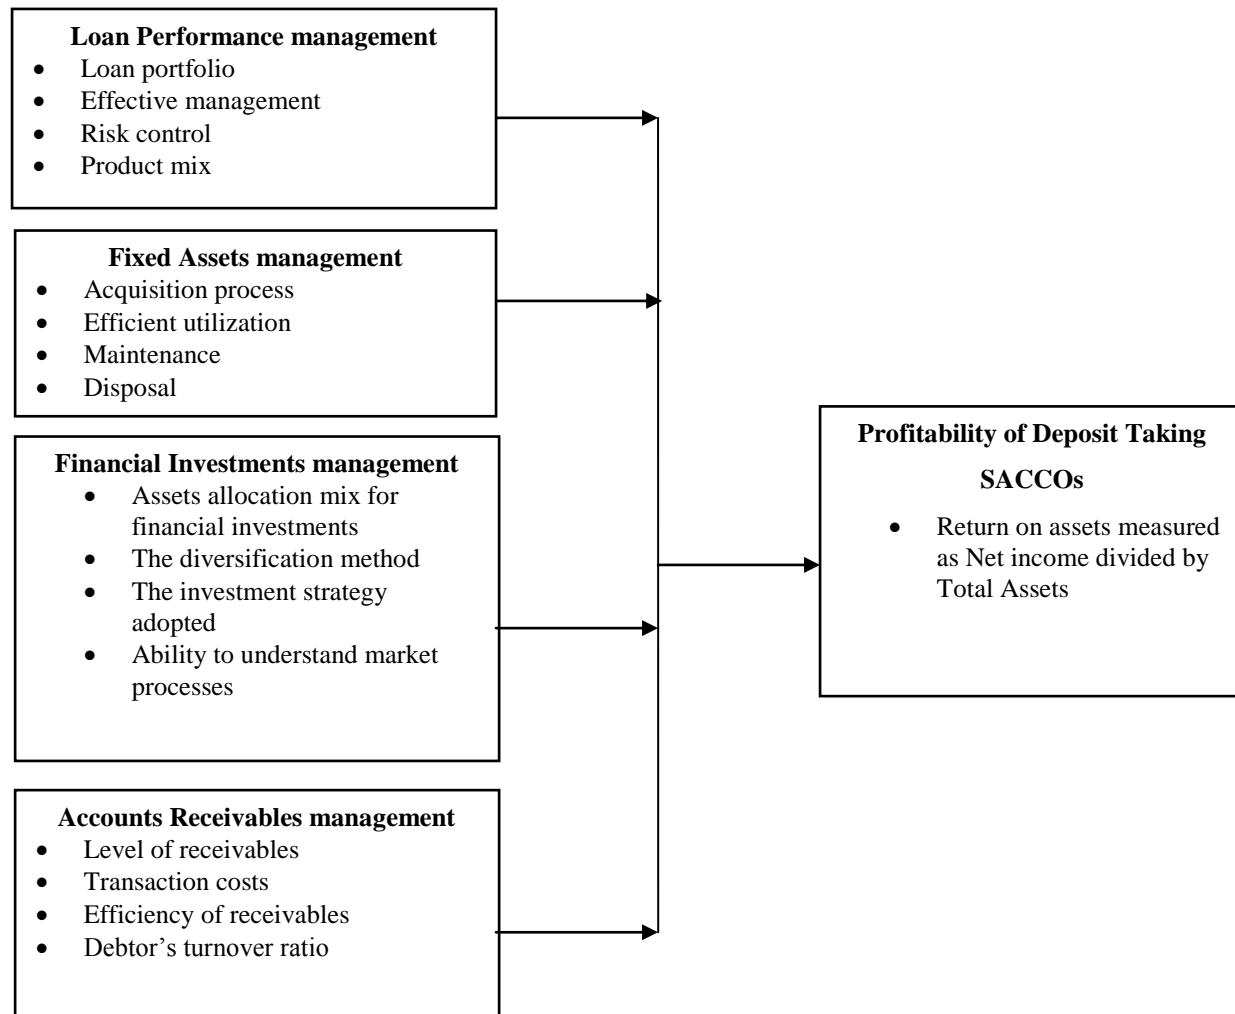 Loan Performance management
• Loan portfolio
• Effective management
• Risk control
• Product mix
Fixed Assets management
• Acquisition process
• Efficient utilization
• Maintenance
• Disposal
Financial Investments management
• Assets allocation mix for
financial investments
• The diversification method
• The investment strategy
adopted
• Ability to understand market
processes
Accounts Receivables management
• Level of receivables
• Transaction costs
• Efficiency of receivables
• Debtor’s turnover ratio
Profitability of Deposit Taking
SACCOs
• Return on assets measured
as Net income divided by
Total Assets